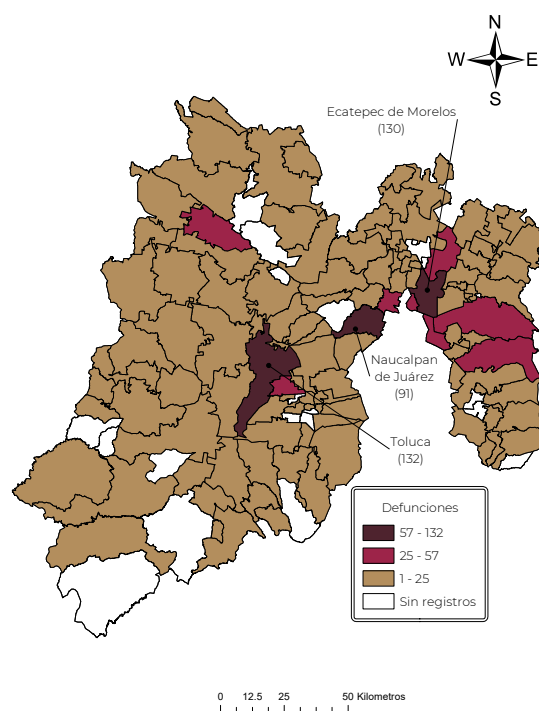 N
W
E
S
Ecatepec de Morelos
(130)
Naucalpan
de Juárez
(91)
Toluca
(132)
Defunciones
57 - 132
25 - 57
1 - 25
Sin registros
0 12.5 25 50 Kilometros